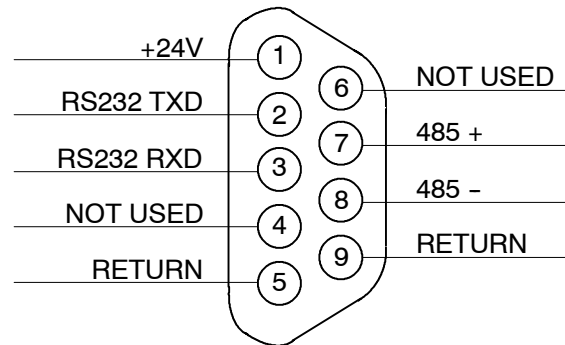 +24V
1
6
NOT USED
RS232 TXD
2
7
485 +
RS232 RXD
3
8
485 −
NOT USED
4
9
RETURN
RETURN
5